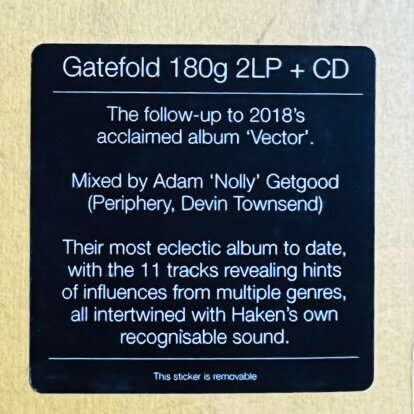 Gatefold 180g 2LP + CD
The follow-up to 2018's
acclaimed album 'Vector'.
Mixed by Adam 'Nolly' Getgood
(Periphery, Devin Townsend)
Their most eclectic album to date,
with the 11 tracks revealing hints
of influences from multiple genres,
all intertwined with Haken's own
recognisable sound.
This sticker is removable